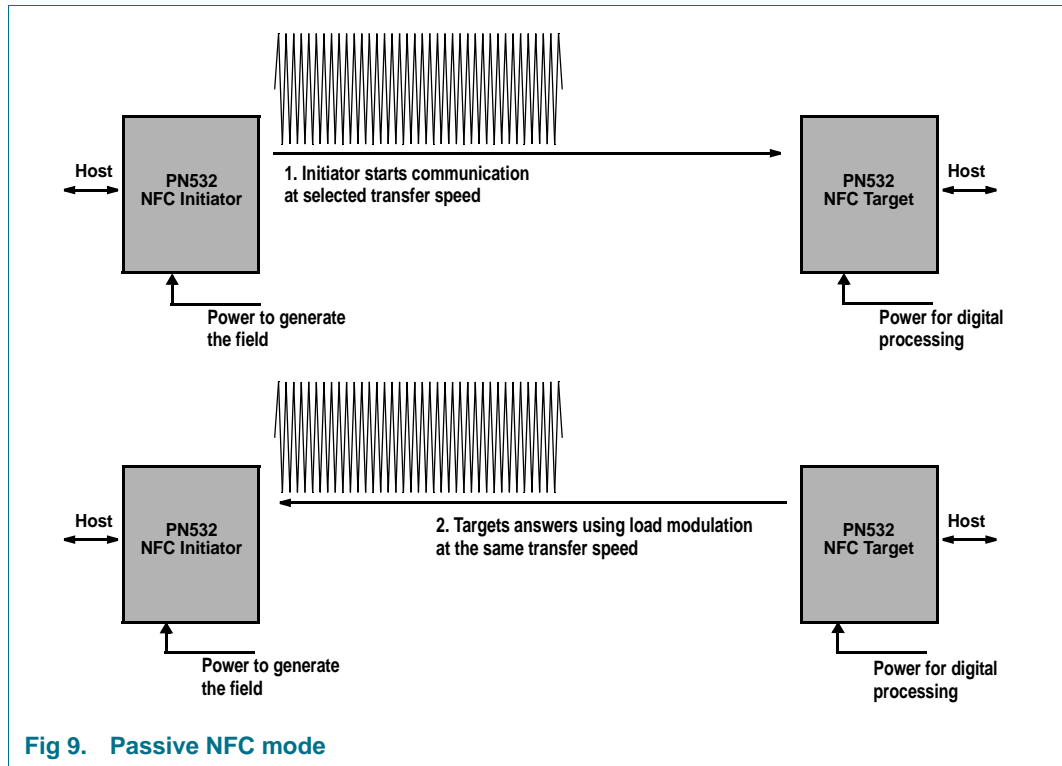 Host
PN532
NFC Initiator
1. Initiator starts communication
at selected transfer speed
PN532
NFC Target
Host
Power to generate
the field
Power for digital
processing
Host
PN532
NFC Initiator
2. Targets answers using load modulation
at the same transfer speed
PN532
NFC Target
Host
Power to generate
the field
Power for digital
processing
Fig 9. Passive NFC mode